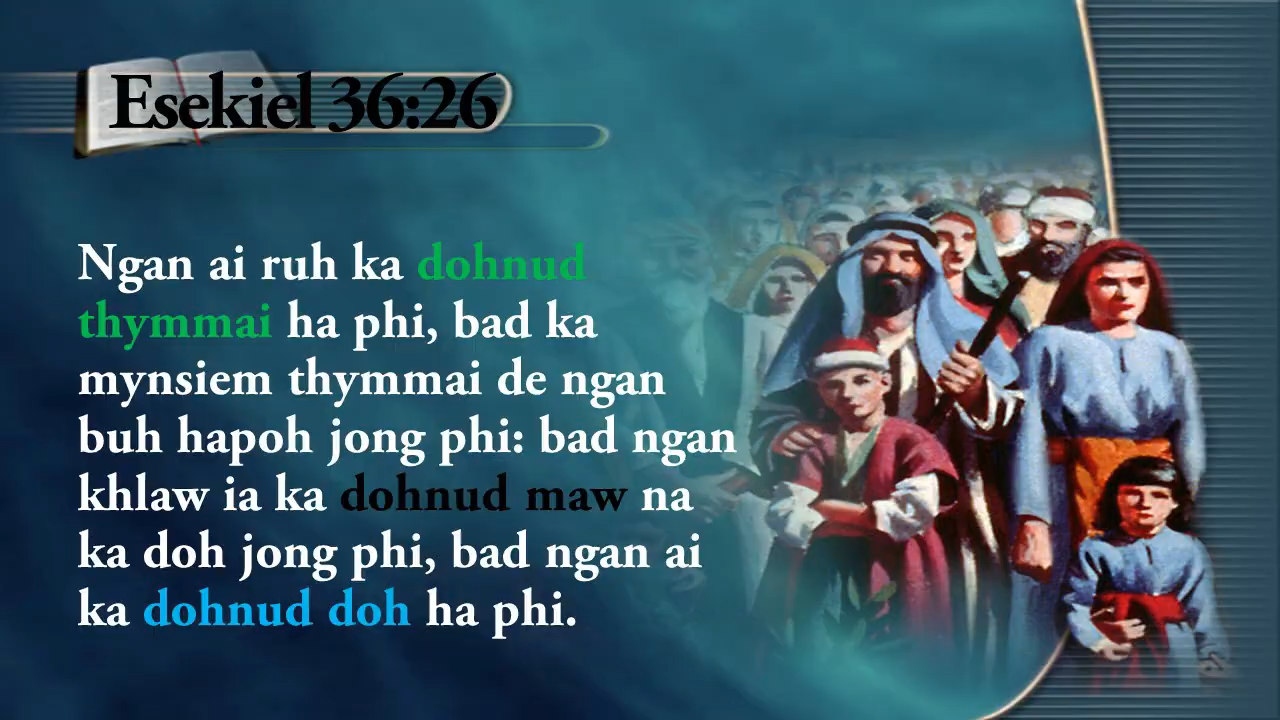 Esekiel 36:26
Ngan ai ruh ka dohnud
thymmai ha phi, bad ka
mynsiem thymmai de ngan
buh hapoh jong phi: bad ngan
khlaw ia ka dohnud maw na
ka doh jong phi, bad ngan ai
ka dohnud doh ha phi.